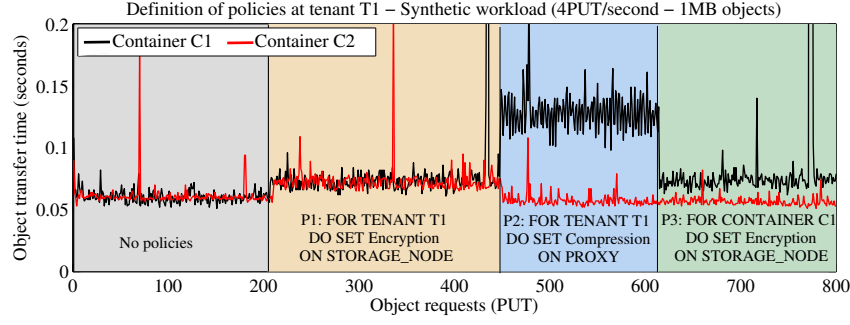 Definition of policies at tenant T1 − Synthetic workload (4PUT/second − 1MB objects)
Container C1 Container C2
Object transfer time (seconds)
0.2
0.15
0.1
0.05
0
No policies
P1: FOR TENANT T1
DO SET Encryption
ON STORAGE_NODE
P2: FOR TENANT T1
DO SET Compression
ON PROXY
P3: FOR CONTAINER C1
DO SET Encryption
ON STORAGE_NODE
0 100 200 300 400 500 600 700 800
Object requests (PUT)